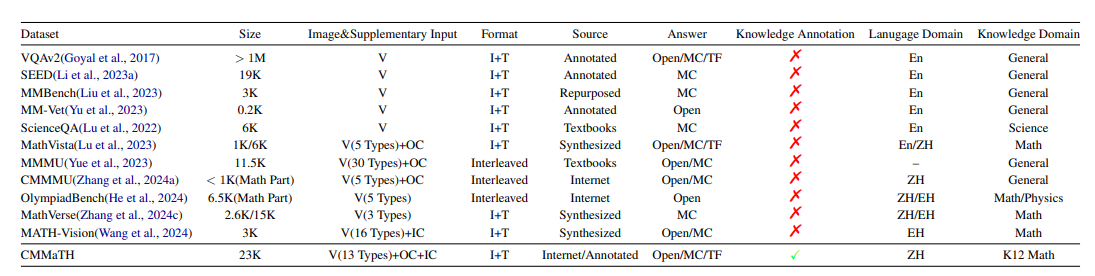 Dataset Size Image&Supplementary Input Format Source Answer Knowledge Annotation Lanugage Domain Knowledge Domain
VQAv2(Goyal et al., 2017) > 1M V I+T Annotated Open/MC/TF ✗ En General
SEED(Li et al., 2023a) 19K V I+T Annotated MC ✗ En General
MMBench(Liu et al., 2023) 3K V I+T Repurposed MC ✗ En General
MM-Vet(Yu et al., 2023) 0.2K V I+T Annotated Open ✗ En General
ScienceQA(Lu et al., 2022) 6K V I+T Textbooks MC ✗ En Science
MathVista(Lu et al., 2023) 1K/6K V(5 Types)+OC I+T Synthesized Open/MC/TF ✗ En/ZH Math
MMMU(Yue et al., 2023) 11.5K V(30 Types)+OC Interleaved Textbooks Open/MC ✗ – General
CMMMU(Zhang et al., 2024a) < 1K(Math Part) V(5 Types)+OC Interleaved Internet Open/MC ✗ ZH General
OlympiadBench(He et al., 2024) 6.5K(Math Part) V(5 Types) Interleaved Internet Open ✗ ZH/EH Math/Physics
MathVerse(Zhang et al., 2024c) 2.6K/15K V(3 Types) I+T Synthesized MC ✗ ZH/EH Math
MATH-Vision(Wang et al., 2024) 3K V(16 Types)+IC I+T Synthesized Open/MC ✗ EH Math
CMMaTH 23K V(13 Types)+OC+IC I+T Internet/Annotated Open/MC/TF ✓ ZH K12 Math